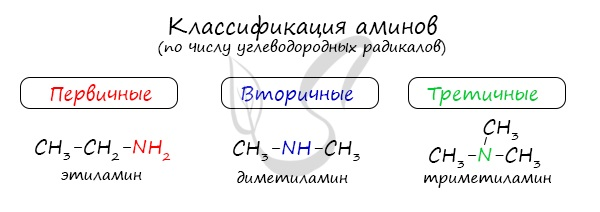 Классификация аминов
(по числу углеводородных радикалов)
Первичные
CH₃-CH₂-NH₂
этиламин
Вторичные
CH₃-NH-CH₃
диметиламин
Третичные
CH₃
CH₃-N-CH₃
триметиламин